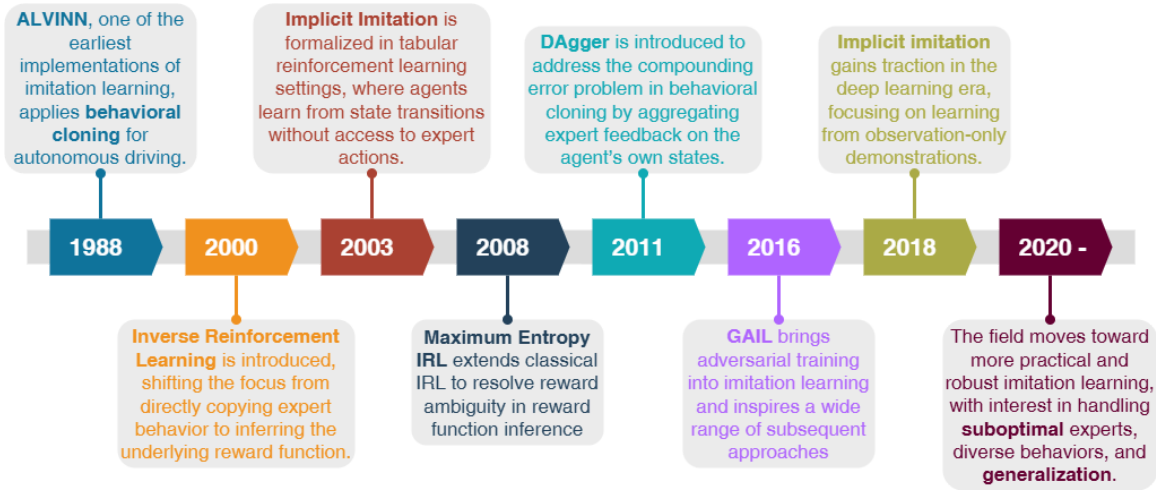 ALVINN, one of the
earliest
implementations of
imitation learning,
applies behavioral
cloning for
autonomous driving.
Implicit Imitation is
formalized in tabular
reinforcement learning
settings, where agents
learn from state transitions
without access to expert
actions.
DAgger is introduced to
address the compounding
error problem in behavioral
cloning by aggregating
expert feedback on the
agent's own states.
Implicit imitation
gains traction in the
deep learning era,
focusing on learning
from observation-only
demonstrations.
1988
2000
2003
2008
2011
2016
2018
2020 -
Inverse Reinforcement
Learning is introduced,
shifting the focus from
directly copying expert
behavior to inferring the
underlying reward function.
Maximum Entropy
IRL extends classical
IRL to resolve reward
ambiguity in reward
function inference
GAIL brings
adversarial training
into imitation learning
and inspires a wide
range of subsequent
approaches
The field moves toward
more practical and
robust imitation learning,
with interest in handling
suboptimal experts,
diverse behaviors, and
generalization.